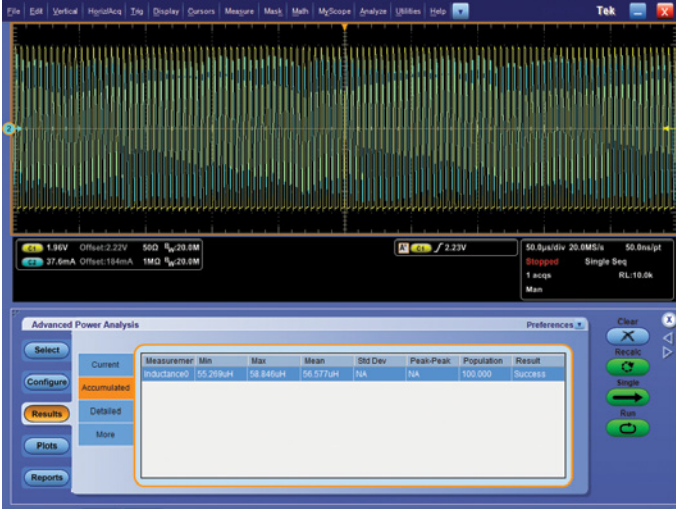 File Edit Vertical Horiz/Acq Trig Display Cursors Measure Mask Math MyScope Analyze Utilities Help Tek
2
C1 1.96V Offset:2.22V 50Ω BW:20.0M
C2 37.6mA Offset:184mA 1MΩ BW:20.0M
A' C1 2.23V
50.0µs/div 20.0MS/s 50.0ns/pt
Stopped Single Seq
1 acqs RL:10.0k
Man
Advanced Power Analysis Preferences
Clear X
Select
Configure
Results
Plots
Reports
Current
Accumulated
Detailed
More
Measuremen Min Max Mean Std Dev Peak-Peak Population Result
Inductance0 55.269uH 58.846uH 56.577uH NA NA 100.000 Success
Recalc
Single
Run